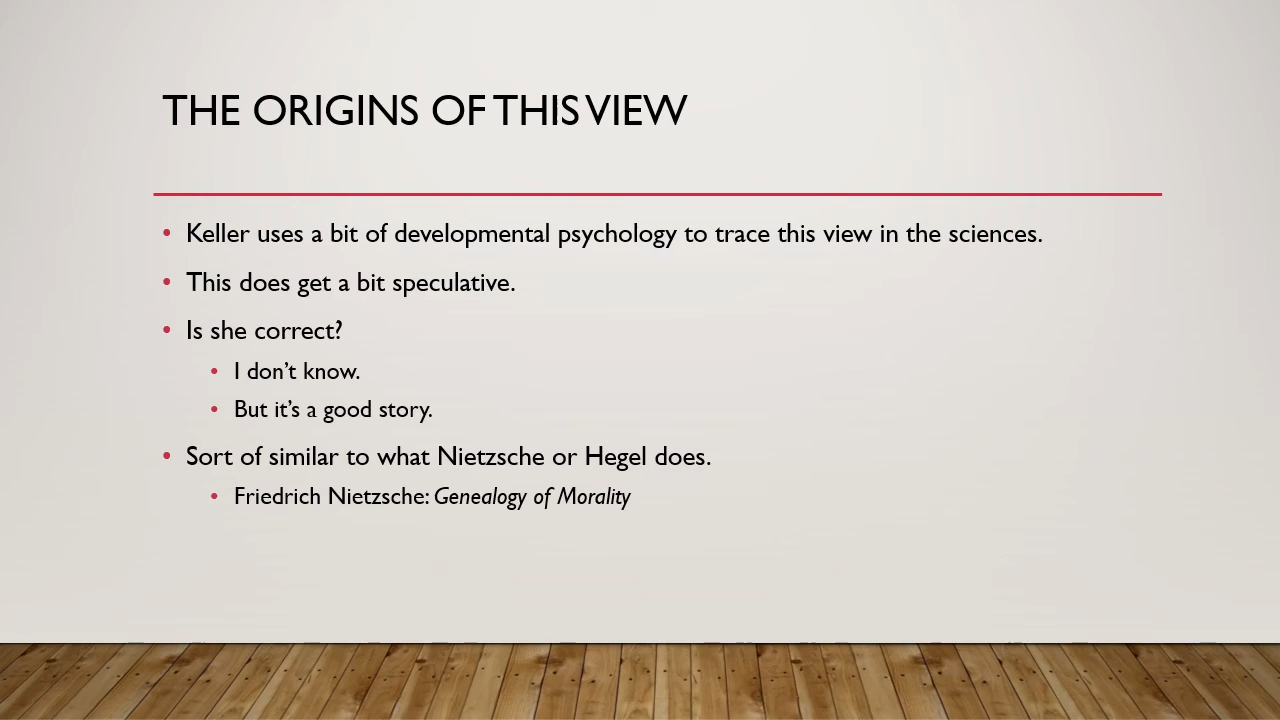 THE ORIGINS OF THIS VIEW
• Keller uses a bit of developmental psychology to trace this view in the sciences.
• This does get a bit speculative.
• Is she correct?
• I don’t know.
• But it’s a good story.
• Sort of similar to what Nietzsche or Hegel does.
• Friedrich Nietzsche: Genealogy of Morality